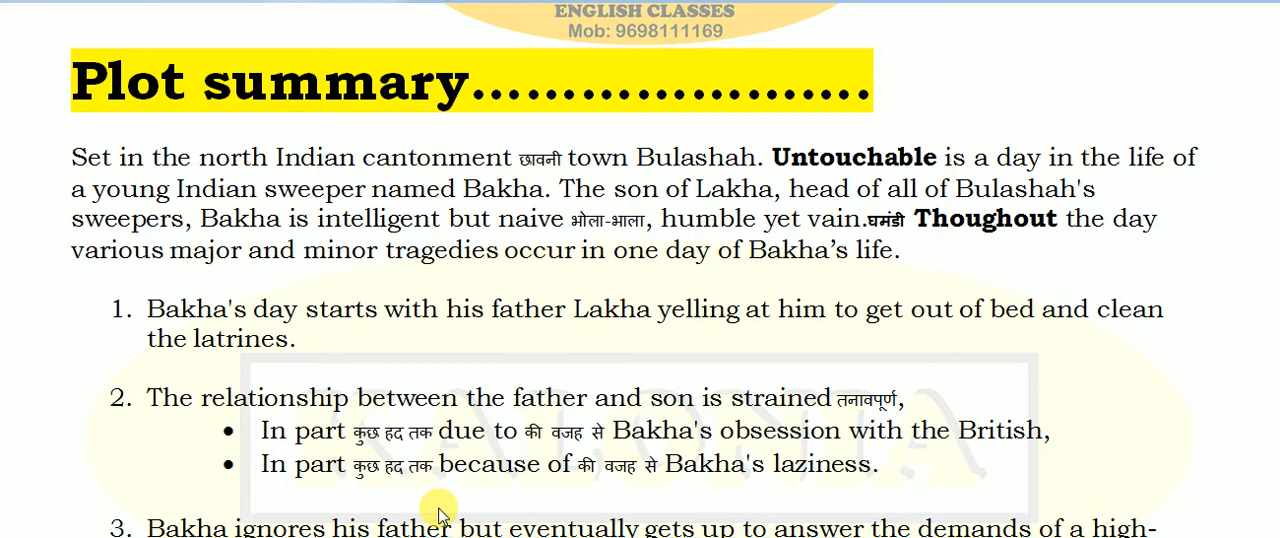 ENGLISH CLASSES
Mob: 9698111169
Plot summary......................
Set in the north Indian cantonment छावनी town Bulashah. Untouchable is a day in the life of
a young Indian sweeper named Bakha. The son of Lakha, head of all of Bulashah's
sweepers, Bakha is intelligent but naive भोला-भाला, humble yet vain.घमंडी Thoughout the day
various major and minor tragedies occur in one day of Bakha’s life.
1. Bakha's day starts with his father Lakha yelling at him to get out of bed and clean
the latrines.
2. The relationship between the father and son is strained तनावपूर्ण,
• In part कुछ हद तक due to की वजह से Bakha's obsession with the British,
• In part कुछ हद तक because of की वजह से Bakha's laziness.
KALONIA
3. Bakha ignores his father but eventually gets up to answer the demands of a high-